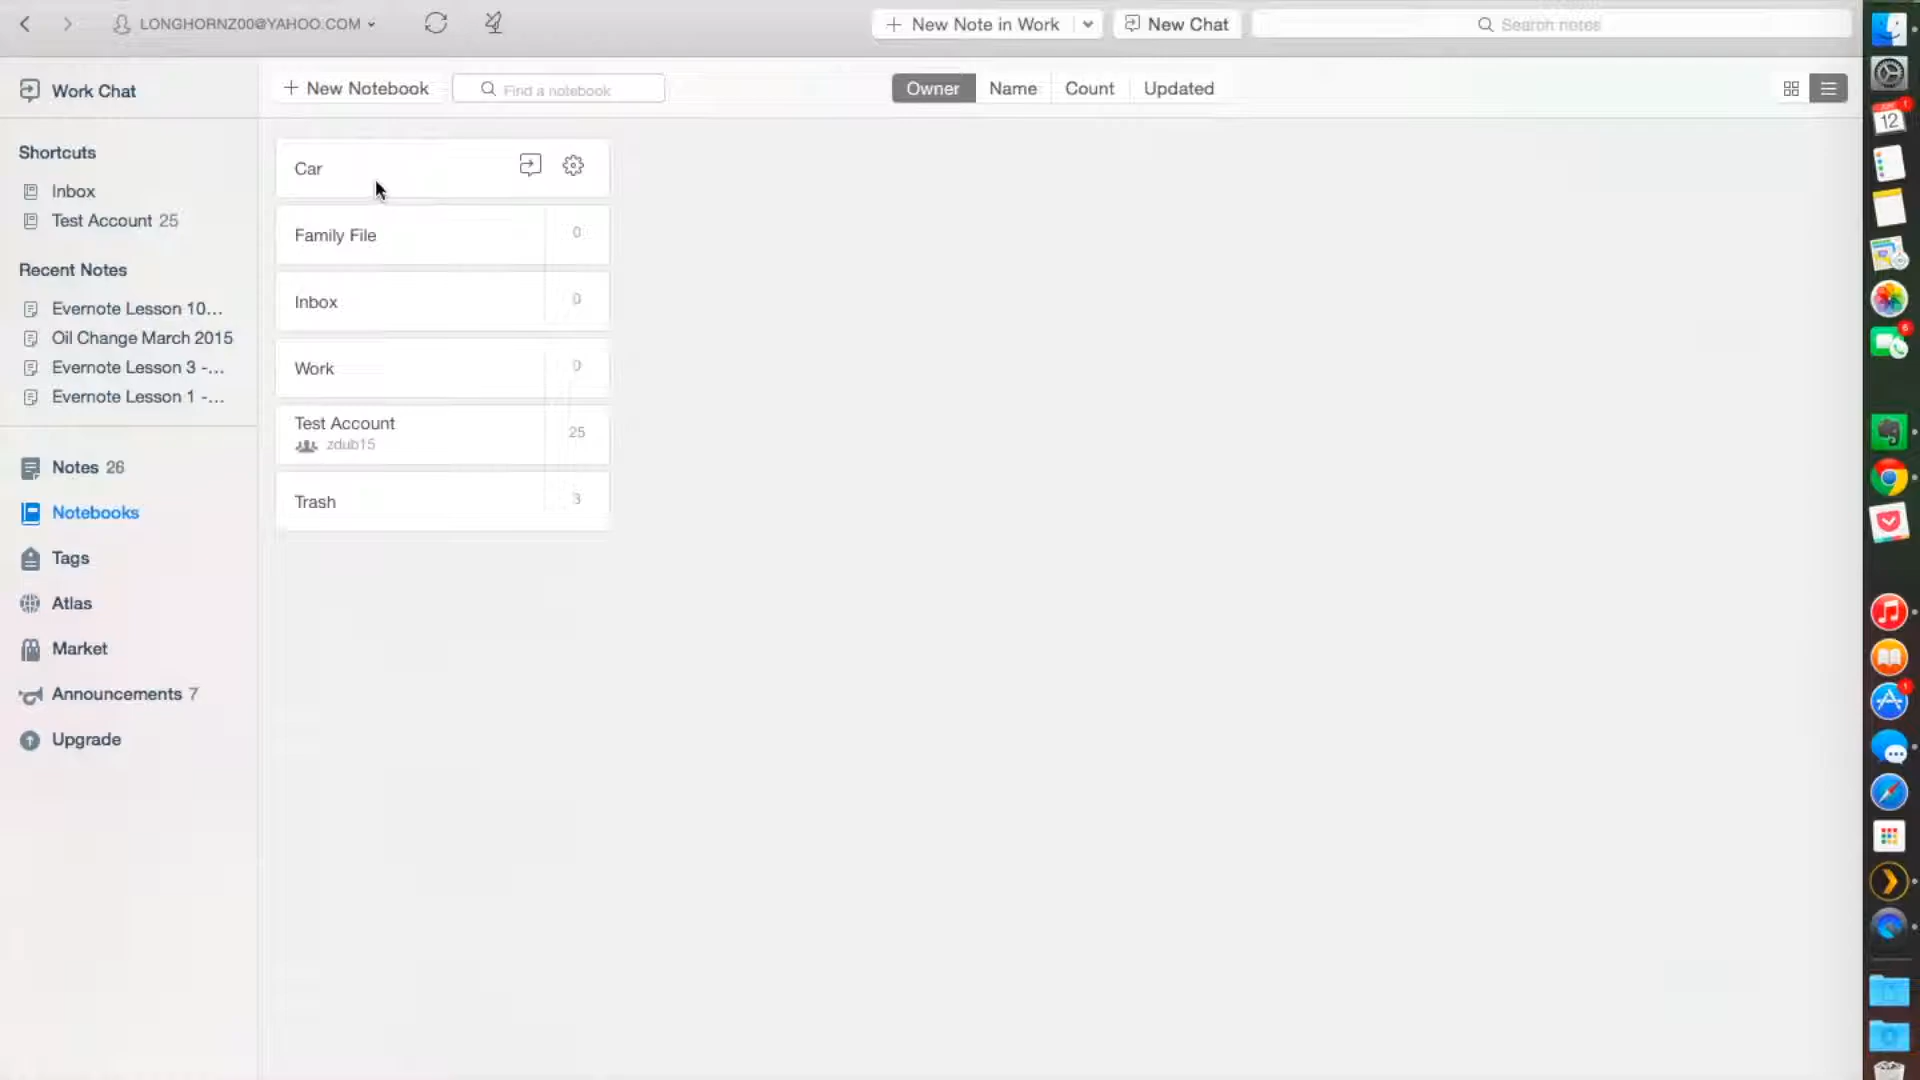 LONGHORNZ00@YAHOO.COM
New Note in Work
New Chat
Search notes
Work Chat
New Notebook
Find a notebook
Owner
Name
Count
Updated
Shortcuts
Inbox
Test Account 25
Recent Notes
Evernote Lesson 10...
Oil Change March 2015
Evernote Lesson 3 -...
Evernote Lesson 1 -...
Notes 26
Notebooks
Tags
Atlas
Market
Announcements 7
Upgrade
Car
Family File 0
Inbox 0
Work 0
Test Account 25
zdub15
Trash 3
1
12
6
1